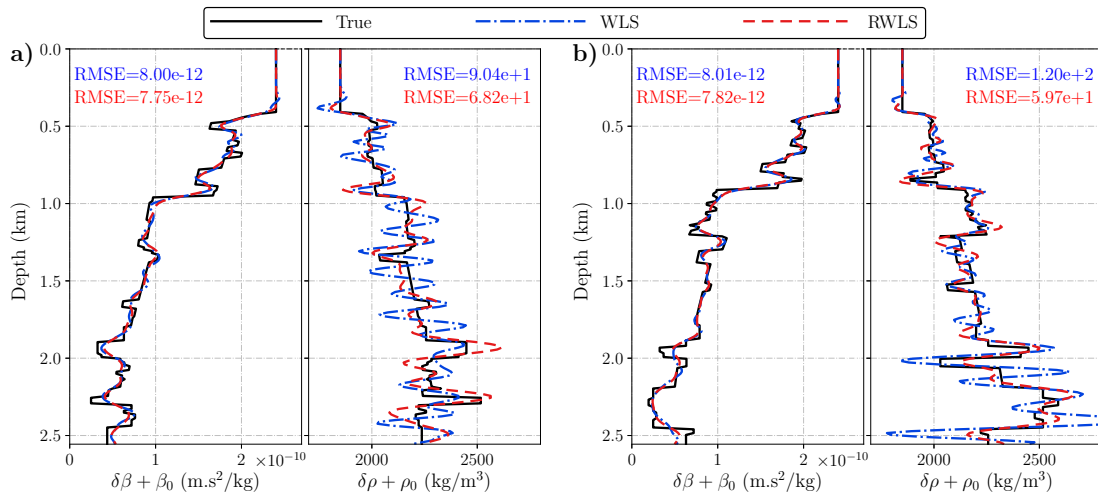 True WLS RWLS
a) b)
0.0 0.0
RMSE=8.00e-12 RMSE=9.04e+1 RMSE=8.01e-12 RMSE=1.20e+2
RMSE=7.75e-12 RMSE=6.82e+1 RMSE=7.82e-12 RMSE=5.97e+1
0.5 0.5
1.0 1.0
Depth (km) Depth (km)
1.5 1.5
2.0 2.0
2.5 2.5
0 1 2 ×10⁻¹⁰ 2000 2500 0 1 2 ×10⁻¹⁰ 2000 2500
δβ + β₀ (m.s²/kg) δρ + ρ₀ (kg/m³) δβ + β₀ (m.s²/kg) δρ + ρ₀ (kg/m³)